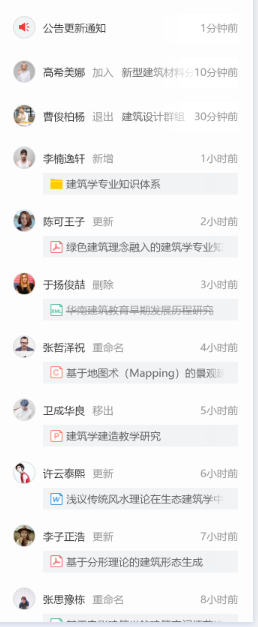 公告更新通知 1分钟前
高希美娜 加入 新型建筑材料分 10分钟前
曹俊柏杨 退出 建筑设计群组 30分钟前
李楠逸轩 新增 1小时前
建筑学专业知识体系
陈可王子 更新 2小时前
绿色建筑理念融入的建筑学专业知
于扬俊喆 删除 3小时前
华南建筑教育早期发展历程研究
张哲泽祝 重命名 4小时前
基于地图术（Mapping）的景观
卫成华良 移出 5小时前
建筑学建造教学研究
许云泰熙 更新 6小时前
浅议传统风水理论在生态建筑学中
李子正浩 更新 7小时前
基于分形理论的建筑形态生成
张思豫栋 重命名 8小时前